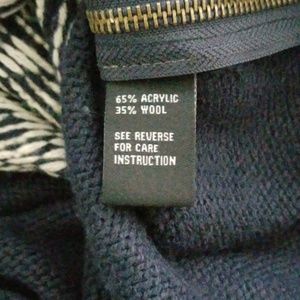 65% ACRYLIC
35% WOOL
SEE REVERSE
FOR CARE
INSTRUCTION